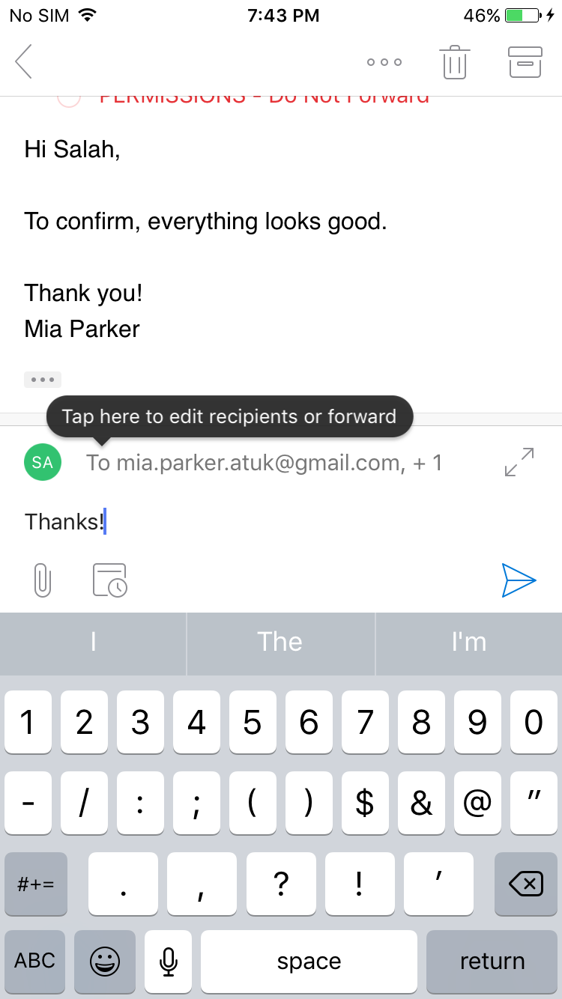 No SIM 7:43 PM 46%
PERMISSIONS - Do Not Forward
Hi Salah,
To confirm, everything looks good.
Thank you!
Mia Parker
Tap here to edit recipients or forward
SA To mia.parker.atuk@gmail.com, + 1
Thanks!
I The I'm
1 2 3 4 5 6 7 8 9 0
- / : ; ( ) $ & @ "
#+= . , ? ! '
ABC space return